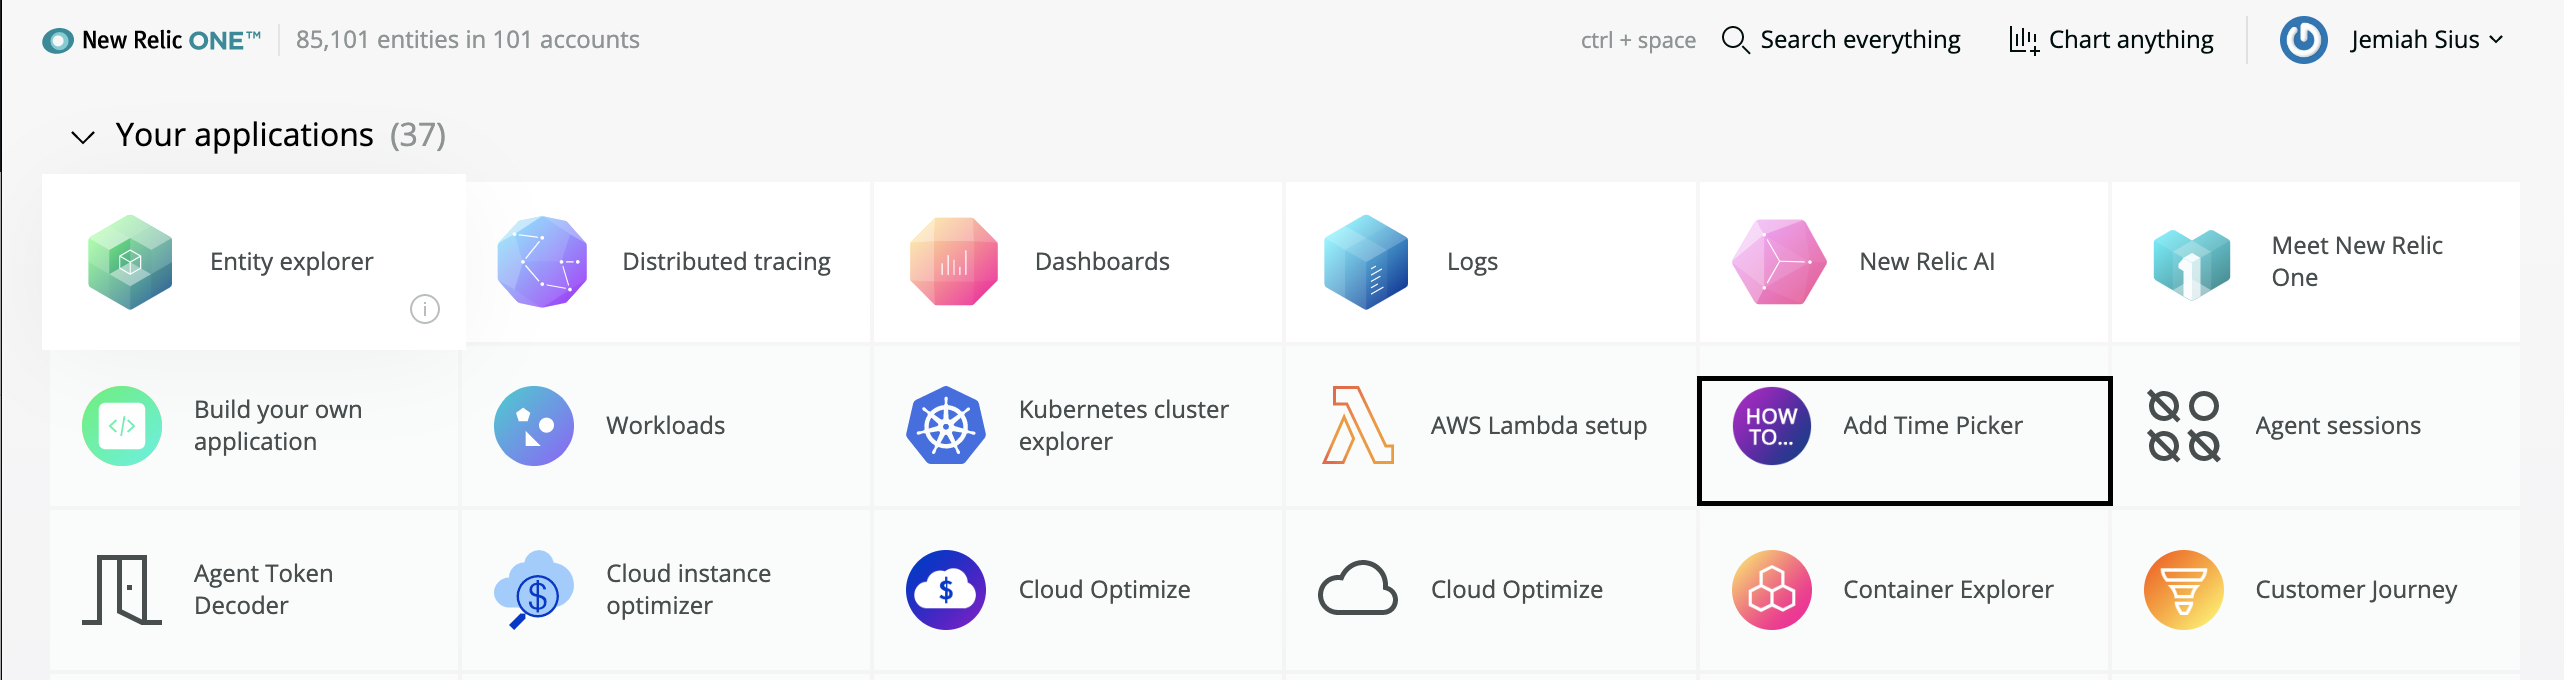 New Relic ONE™ 85,101 entities in 101 accounts ctrl + space Search everything Chart anything Jemiah Sius
Your applications (37)
Entity explorer
Distributed tracing
Dashboards
Logs
New Relic AI
Meet New Relic
One
Build your own
application
Workloads
Kubernetes cluster
explorer
AWS Lambda setup
HOW
TO...
Add Time Picker
Agent sessions
Agent Token
Decoder
Cloud instance
optimizer
Cloud Optimize
Cloud Optimize
Container Explorer
Customer Journey